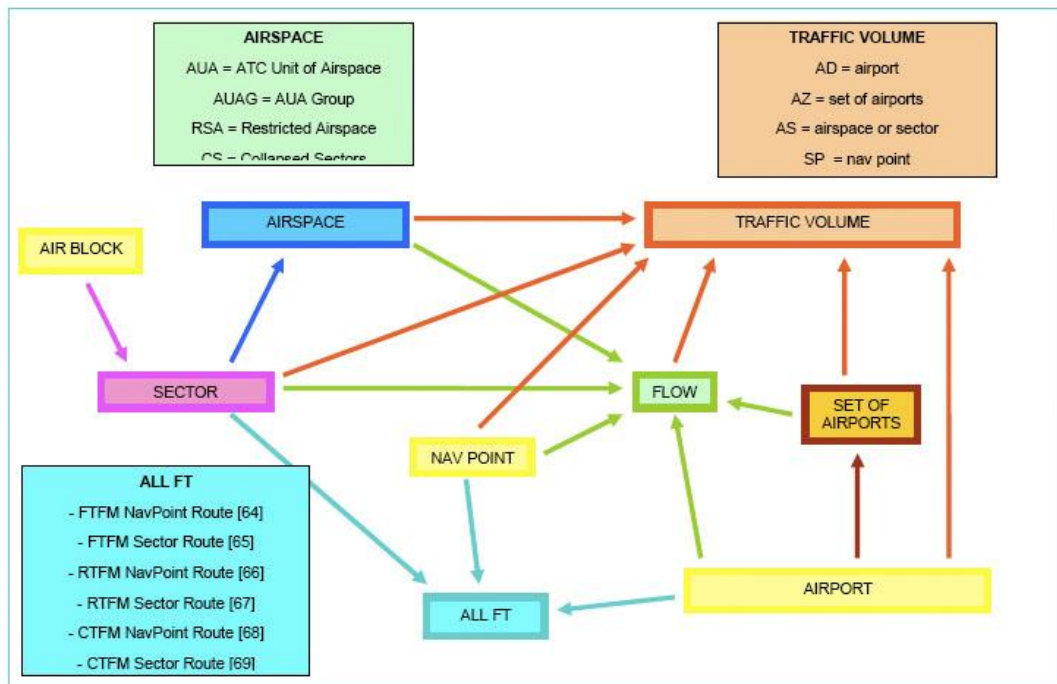 AIRSPACE
AUA = ATC Unit of Airspace
AUAG = AUA Group
RSA = Restricted Airspace
CS = Collapsed Sectors
TRAFFIC VOLUME
AD = airport
AZ = set of airports
AS = airspace or sector
SP = nav point
AIRSPACE
TRAFFIC VOLUME
AIR BLOCK
SECTOR
FLOW
SET OF
AIRPORTS
NAV POINT
ALL FT
- FTFM NavPoint Route [64]
- FTFM Sector Route [65]
- RTFM NavPoint Route [66]
- RTFM Sector Route [67]
- CTFM NavPoint Route [68]
- CTFM Sector Route [69]
AIRPORT
ALL FT